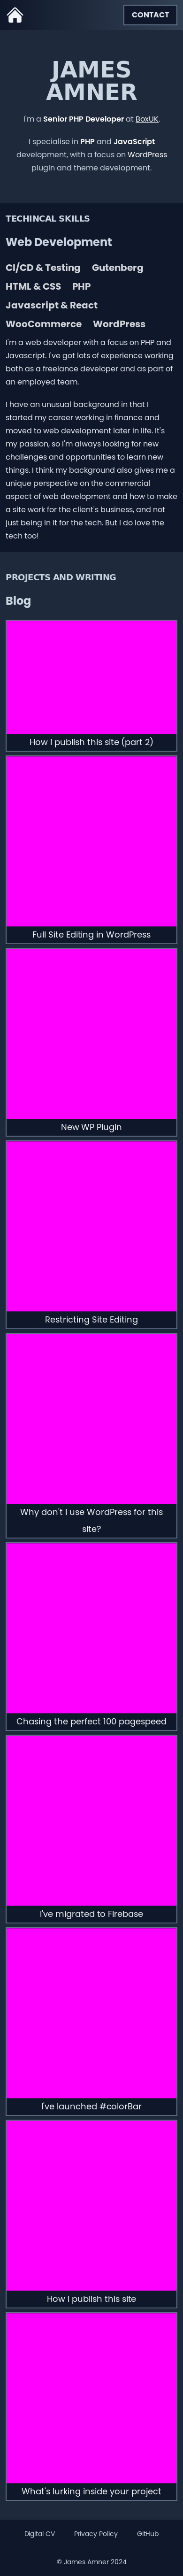 CONTACT
JAMES
AMNER
I'm a Senior PHP Developer at BoxUK.
I specialise in PHP and JavaScript
development, with a focus on WordPress
plugin and theme development.
TECHINCAL SKILLS
Web Development
CI/CD & Testing Gutenberg
HTML & CSS PHP
Javascript & React
WooCommerce WordPress
I'm a web developer with a focus on PHP and
Javascript. I've got lots of experience working
both as a freelance developer and as part of
an employed team.
I have an unusual background in that I
started my career working in finance and
moved to web development later in life. It's
my passion, so I'm always looking for new
challenges and opportunities to learn new
things. I think my background also gives me a
unique perspective on the commercial
aspect of web development and how to make
a site work for the client's business, and not
just being in it for the tech. But I do love the
tech too!
PROJECTS AND WRITING
Blog
How I publish this site (part 2)
Full Site Editing in WordPress
New WP Plugin
Restricting Site Editing
Why don't I use WordPress for this
site?
Chasing the perfect 100 pagespeed
I've migrated to Firebase
I've launched #colorBar
How I publish this site
What's lurking inside your project
Digital CV Privacy Policy GitHub
© James Amner 2024